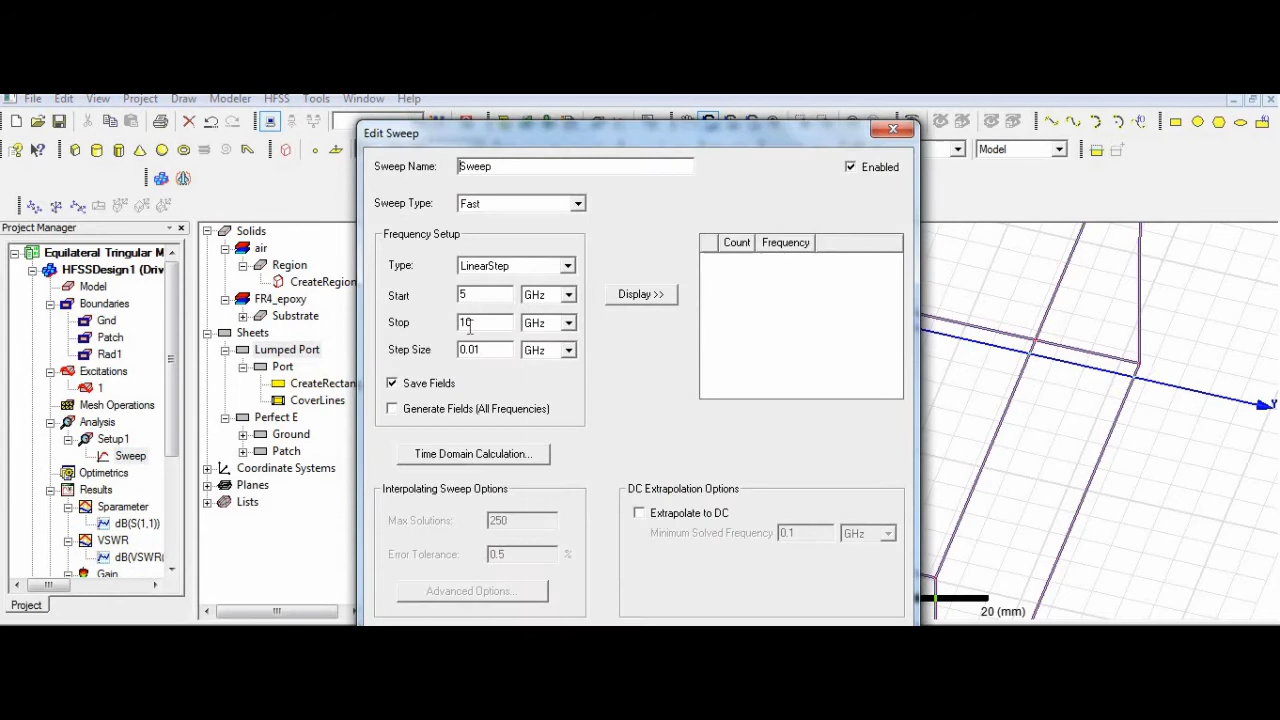 File Edit View Project Draw Modeler HFSS Tools Window Help
Edit Sweep
Sweep Name: Sweep
Enabled
Model
Sweep Type: Fast
Project Manager
Equilateral Tringular M
HFSSDesign1 (Driv
Model
Boundaries
Gnd
Patch
Rad1
Excitations
1
Mesh Operations
Analysis
Setup1
Sweep
Optimetrics
Results
Sparameter
dB(S(1,1))
VSWR
dB(VSWR(
Gain
Project
Solids
air
Region
CreateRegion
FR4_epoxy
Substrate
Sheets
Lumped Port
Port
CreateRectan
CoverLines
Perfect E
Ground
Patch
Coordinate Systems
Planes
Lists
Frequency Setup
Type: LinearStep
Start 5 GHz
Stop 10 GHz
Step Size 0.01 GHz
Save Fields
Generate Fields (All Frequencies)
Display >>
Count Frequency
Time Domain Calculation...
Interpolating Sweep Options
Max Solutions: 250
Error Tolerance: 0.5 %
Advanced Options...
DC Extrapolation Options
Extrapolate to DC
Minimum Solved Frequency 0.1 GHz
Y
20 (mm)